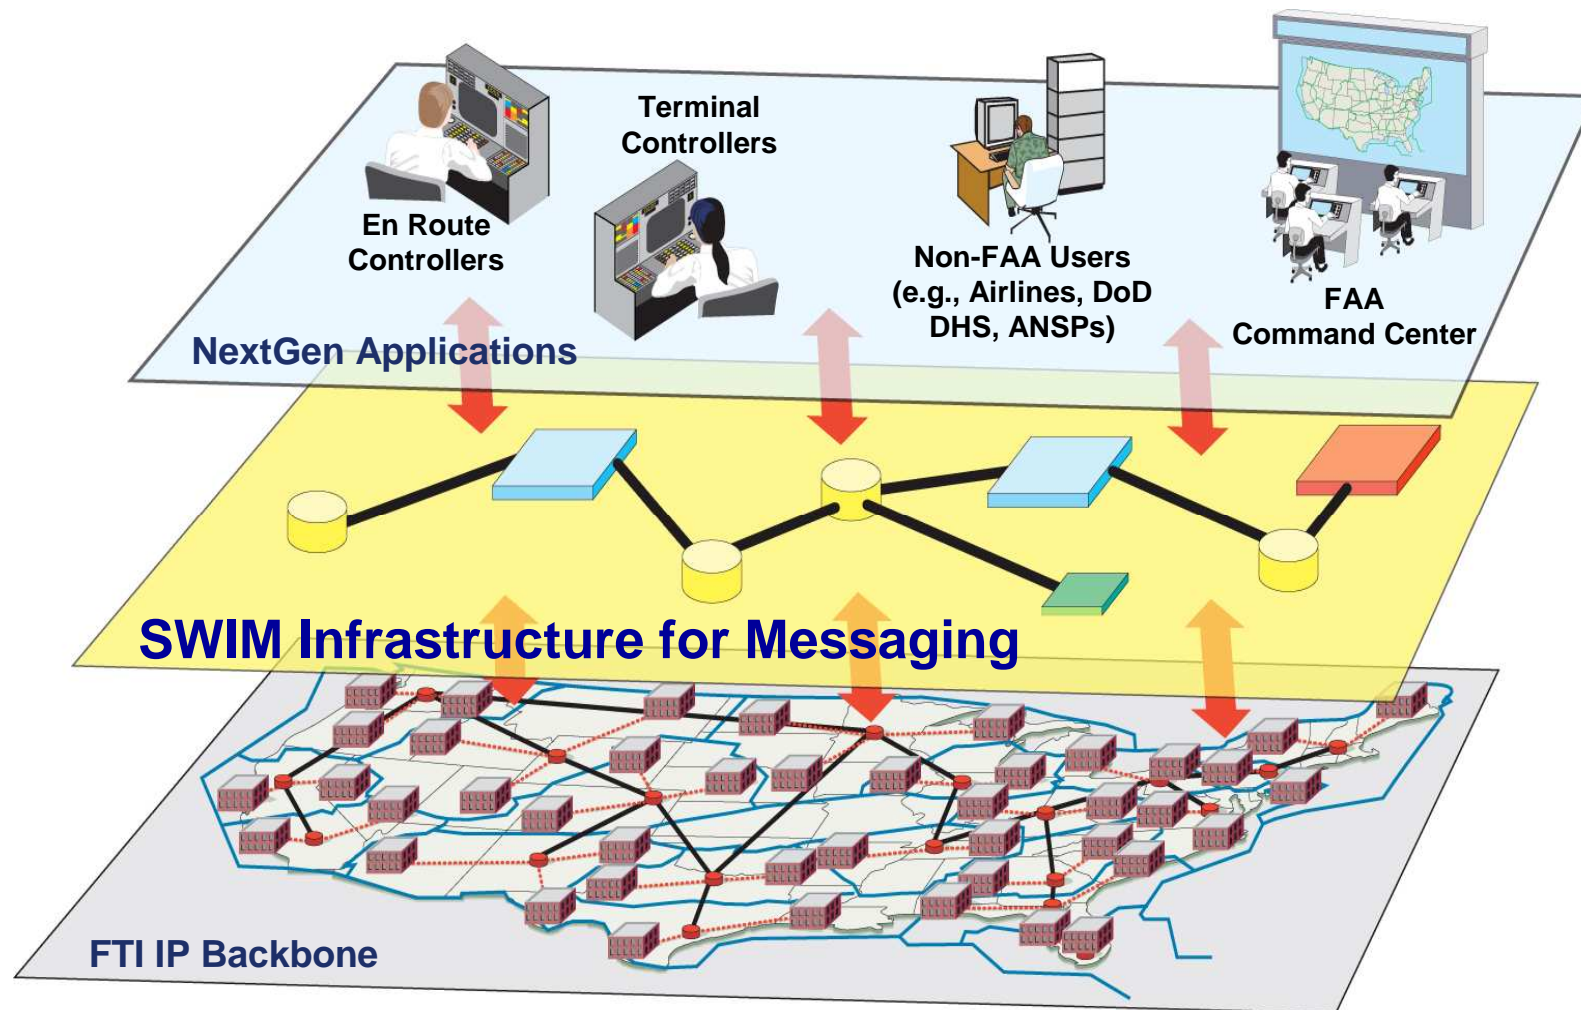 Terminal
Controllers
En Route
Controllers
Non-FAA Users
(e.g., Airlines, DoD
DHS, ANSPs)
FAA
Command Center
NextGen Applications
SWIM Infrastructure for Messaging
FTI IP Backbone